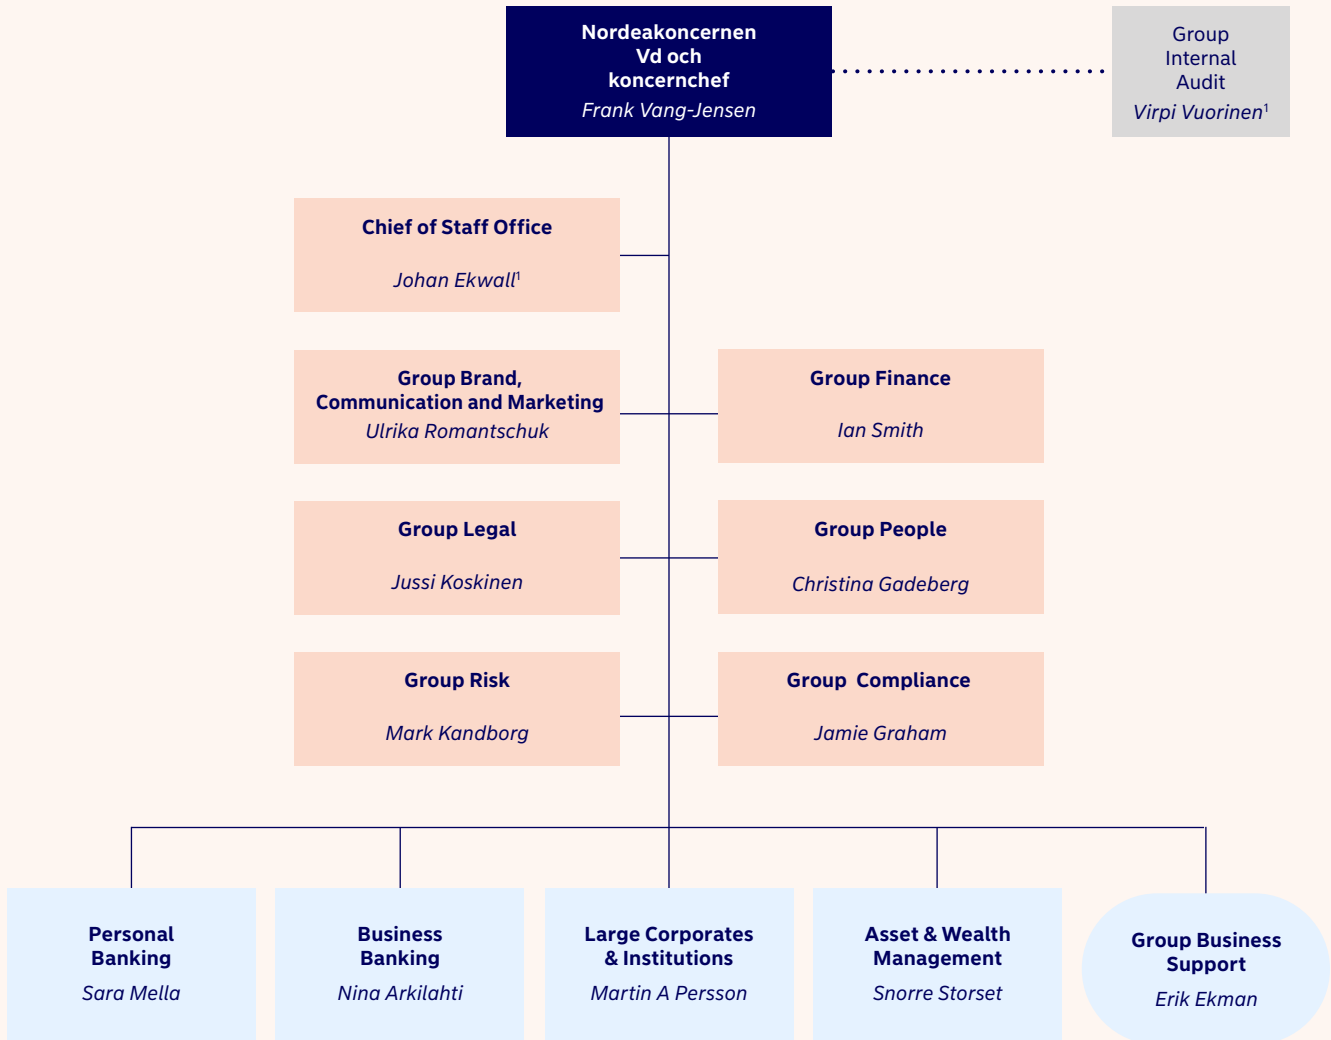 Nordeakoncernen
Vd och
koncernchef
Frank Vang-Jensen
Group
Internal
Audit
Virpi Vuorinen¹
Chief of Staff Office
Johan Ekwall¹
Group Brand,
Communication and Marketing
Ulrika Romantschuk
Group Finance
Ian Smith
Group Legal
Jussi Koskinen
Group People
Christina Gadeberg
Group Risk
Mark Kandborg
Group Compliance
Jamie Graham
Personal
Banking
Sara Mella
Business
Banking
Nina Arkilahti
Large Corporates
& Institutions
Martin A Persson
Asset & Wealth
Management
Snorre Storset
Group Business
Support
Erik Ekman